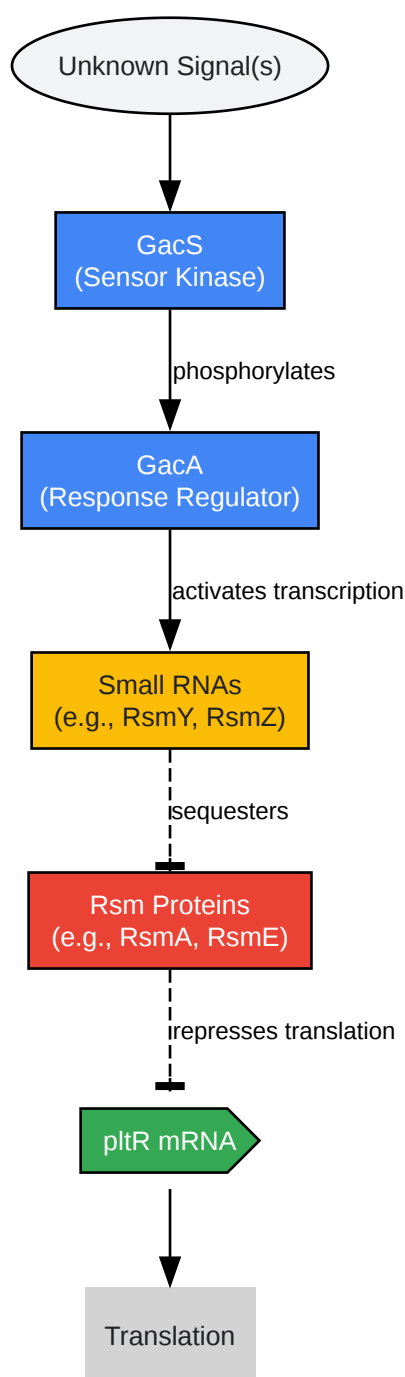 Unknown Signal(s)
GacS
(Sensor Kinase)
phosphorylates
GacA
(Response Regulator)
activates transcription
Small RNAs
(e.g., RsmY, RsmZ)
sequesters
Rsm Proteins
(e.g., RsmA, RsmE)
represses translation
pltR mRNA
Translation